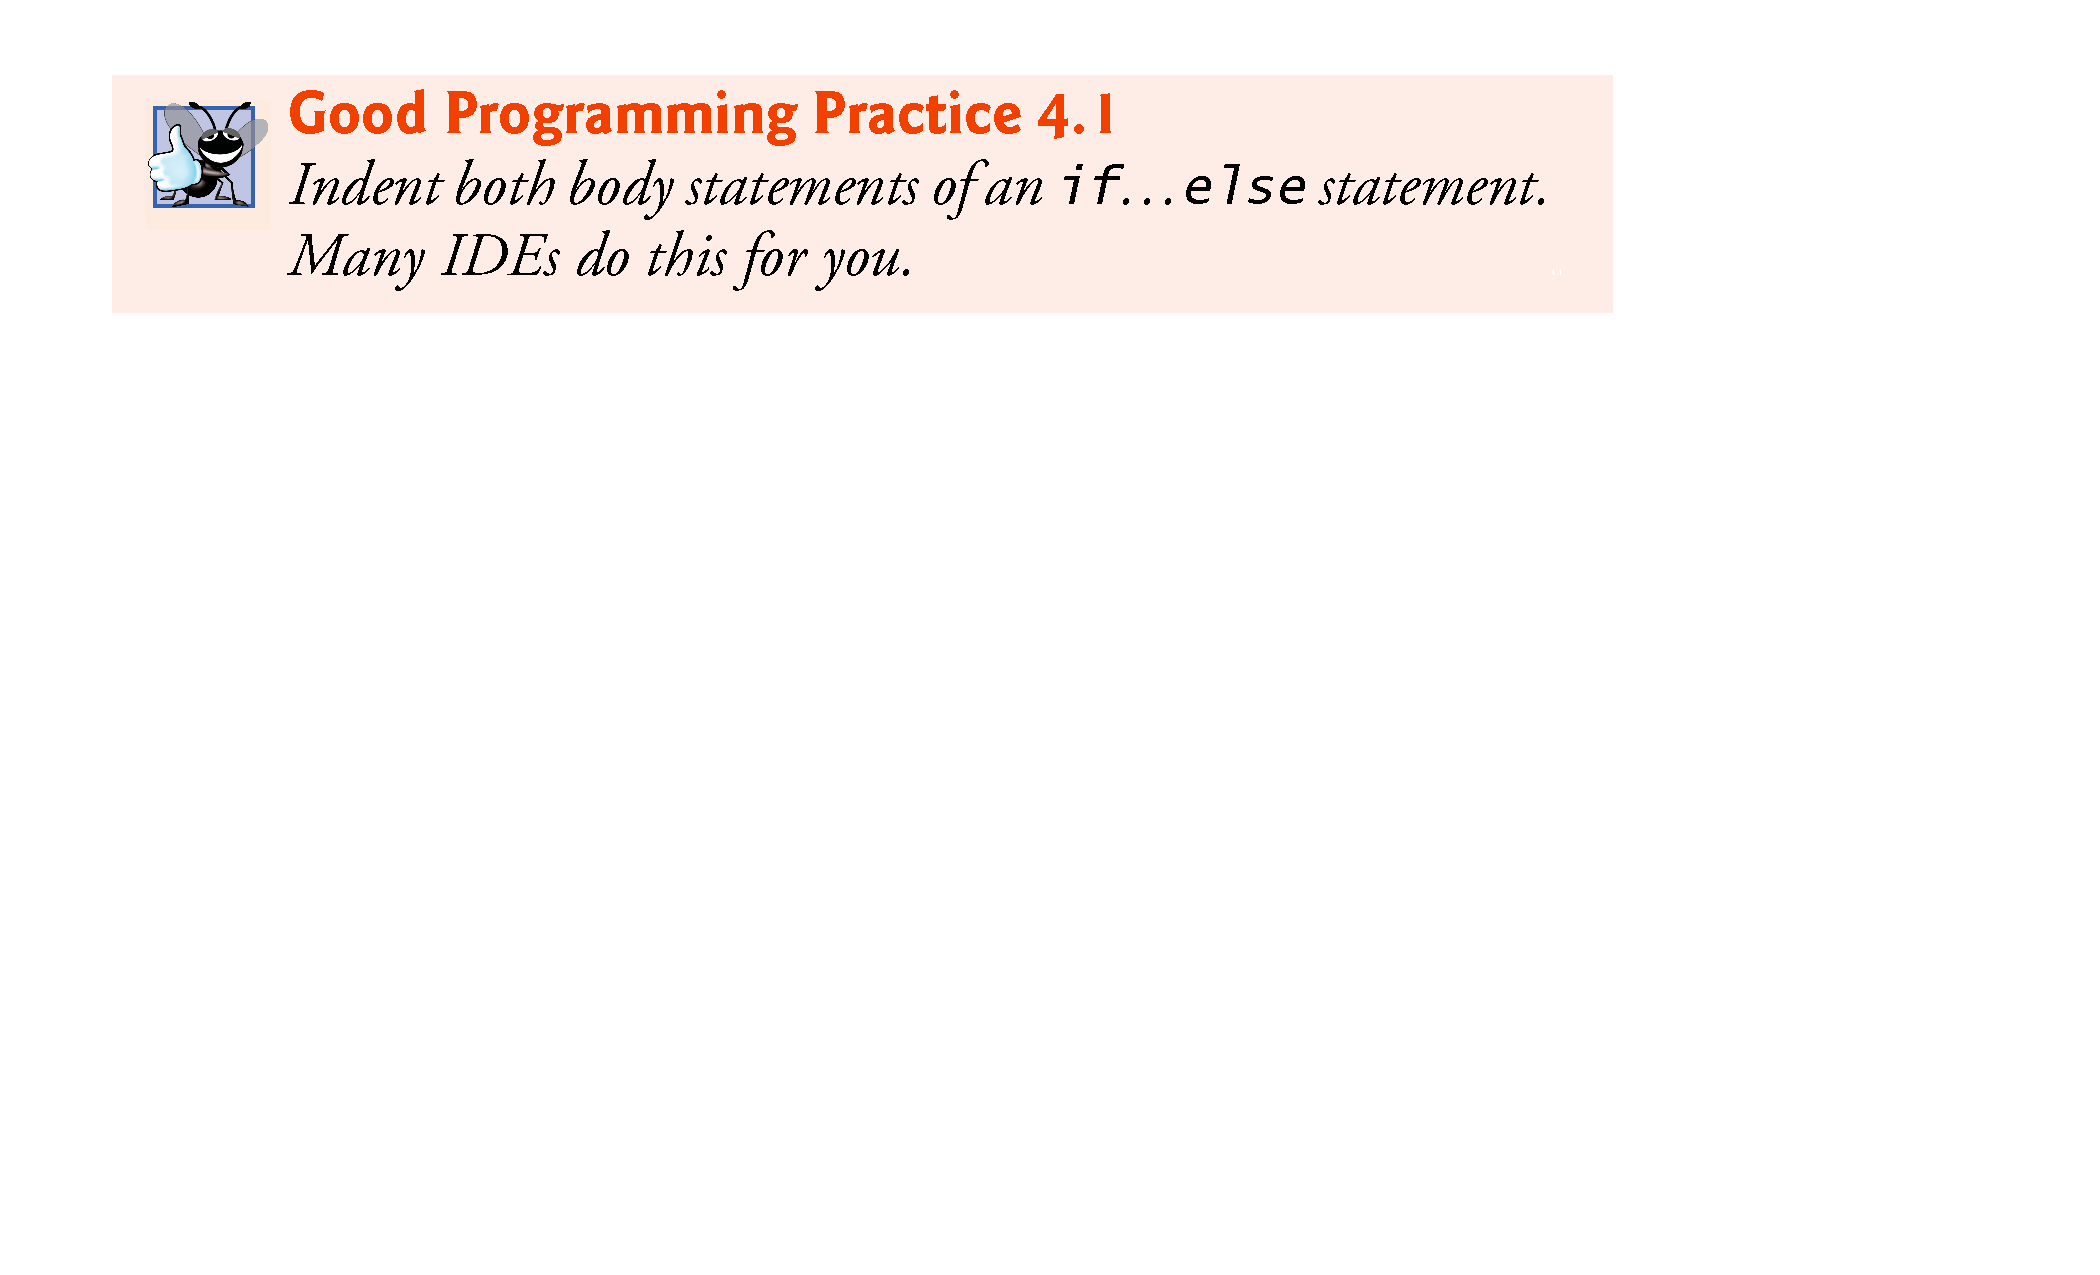 Good Programming Practice 4.1
Indent both body statements of an if...else statement.
Many IDEs do this for you.